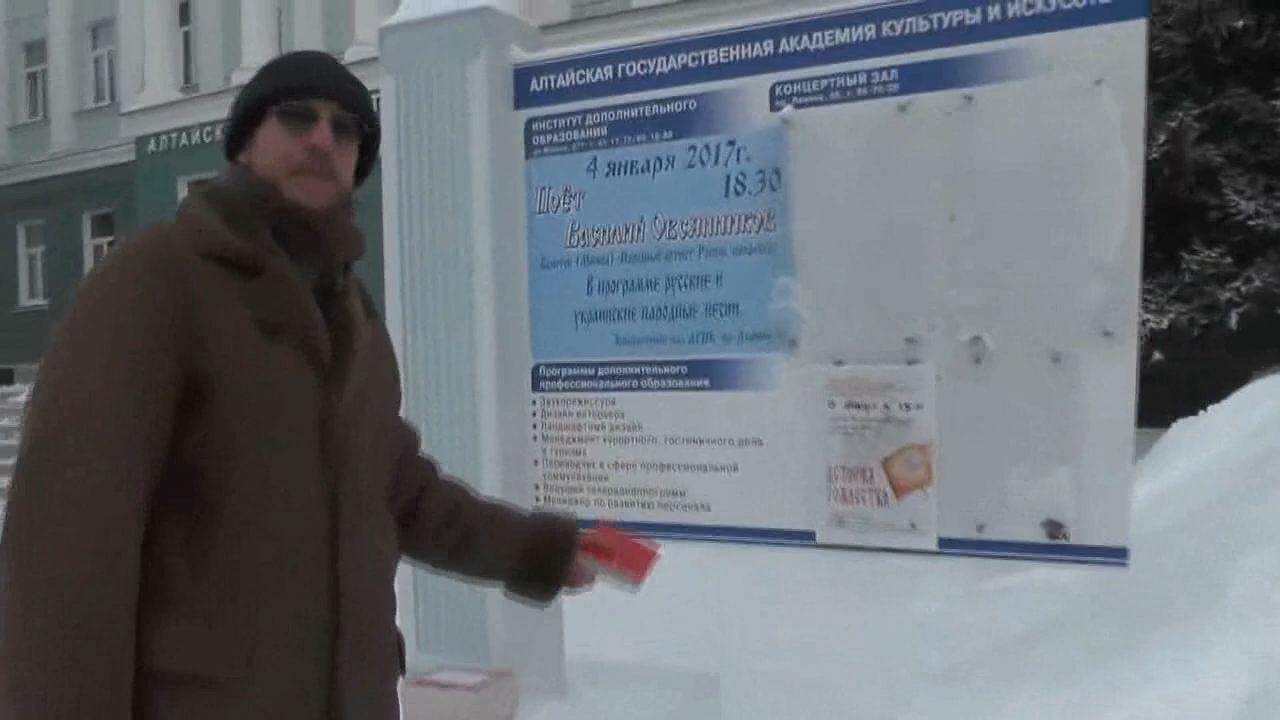 АЛТАЙСК
АЛТАЙСКАЯ ГОСУДАРСТВЕННАЯ АКАДЕМИЯ КУЛЬТУРЫ И ИСКУССТВ
ИНСТИТУТ ДОПОЛНИТЕЛЬНОГО
ОБРАЗОВАНИЯ
КОНЦЕРТНЫЙ ЗАЛ
4 января 2017г.
18.30
Поёт
Василий Овсянников
В программе русские и
украинские народные песни
Программы дополнительного
профессионального образования
• Звукорежиссура
• Дизайн интерьера
• Ландшафтный дизайн
• Менеджмент курортного, гостиничного дела
и туризма
• Переводчик в сфере профессиональной
коммуникации
• Ведущий телерадиопрограмм
• Менеджер по развитию персонала
ИСТОРИЯ
РОЖДЕСТВА